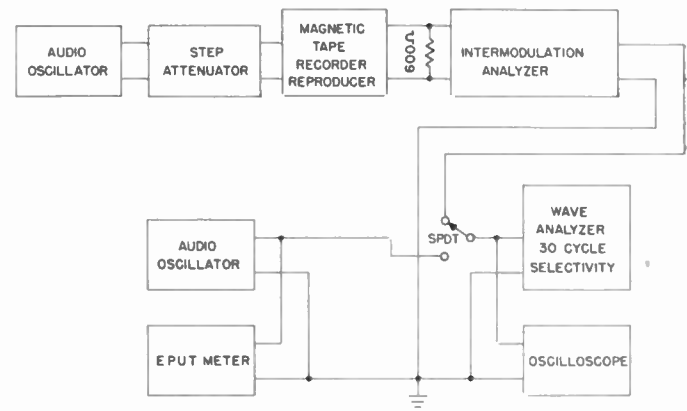 AUDIO
OSCILLATOR
STEP
ATTENUATOR
MAGNETIC
TAPE
RECORDER
REPRODUCER
600Ω
INTERMODULATION
ANALYZER
AUDIO
OSCILLATOR
SPDT
WAVE
ANALYZER
30 CYCLE
SELECTIVITY
EPUT METER
OSCILLOSCOPE